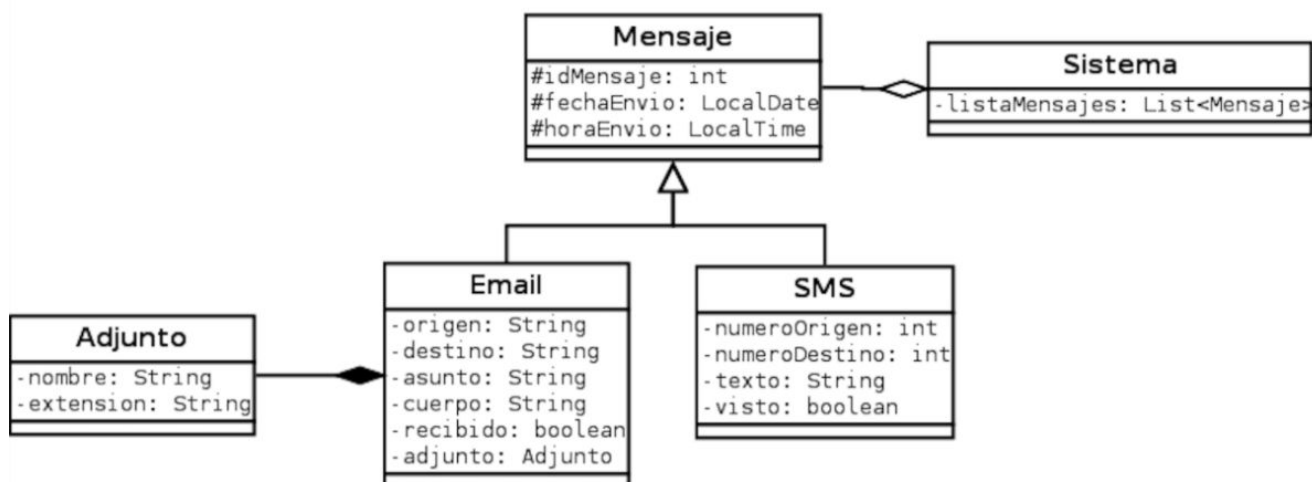 Mensaje
#idMensaje: int
#fechaEnvio: LocalDate
#horaEnvio: LocalTime
Sistema
-listaMensajes: List<Mensaje>
Adjunto
-nombre: String
-extension: String
Email
-origen: String
-destino: String
-asunto: String
-cuerpo: String
-recibido: boolean
-adjunto: Adjunto
SMS
-numeroOrigen: int
-numeroDestino: int
-texto: String
-visto: boolean